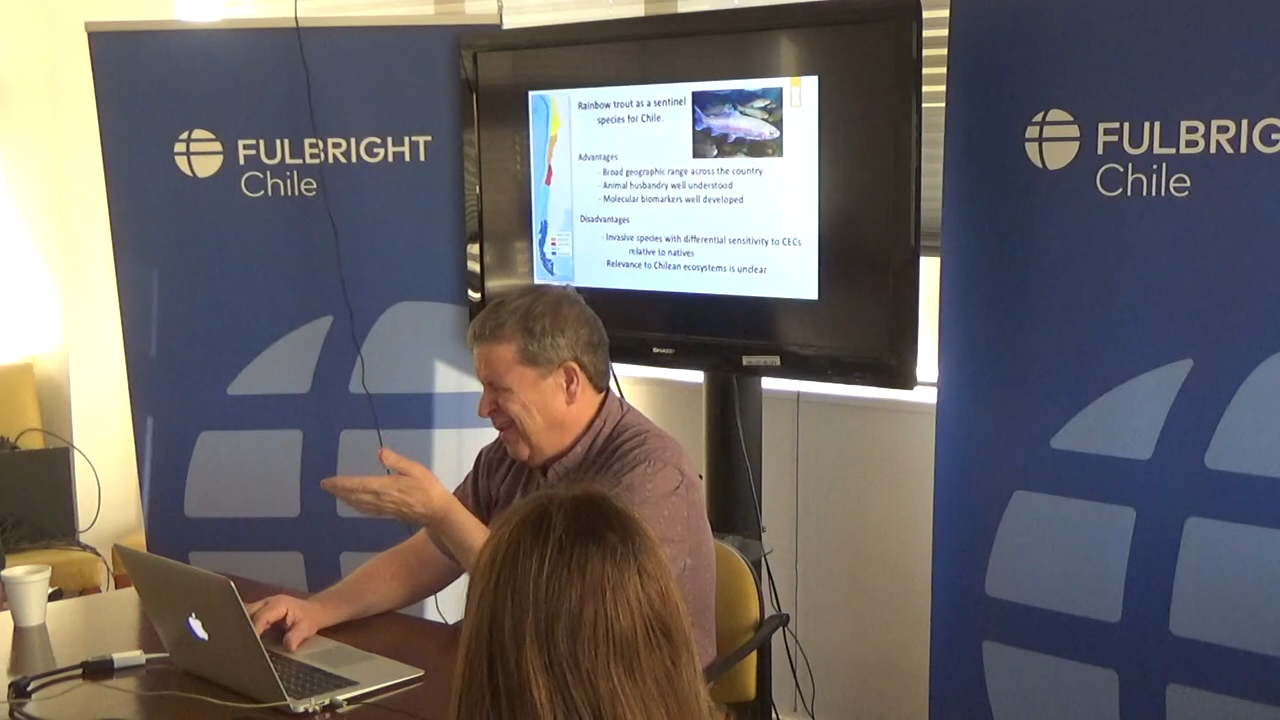 FULBRIGHT
Chile
Rainbow trout as a sentinel
species for Chile.
Advantages
- Broad geographic range across the country
- Animal husbandry well understood
- Molecular biomarkers well developed
Disadvantages
- Invasive species with differential sensitivity to CECs
relative to natives
Relevance to Chilean ecosystems is unclear
SHARP
FULBRIG
Chile